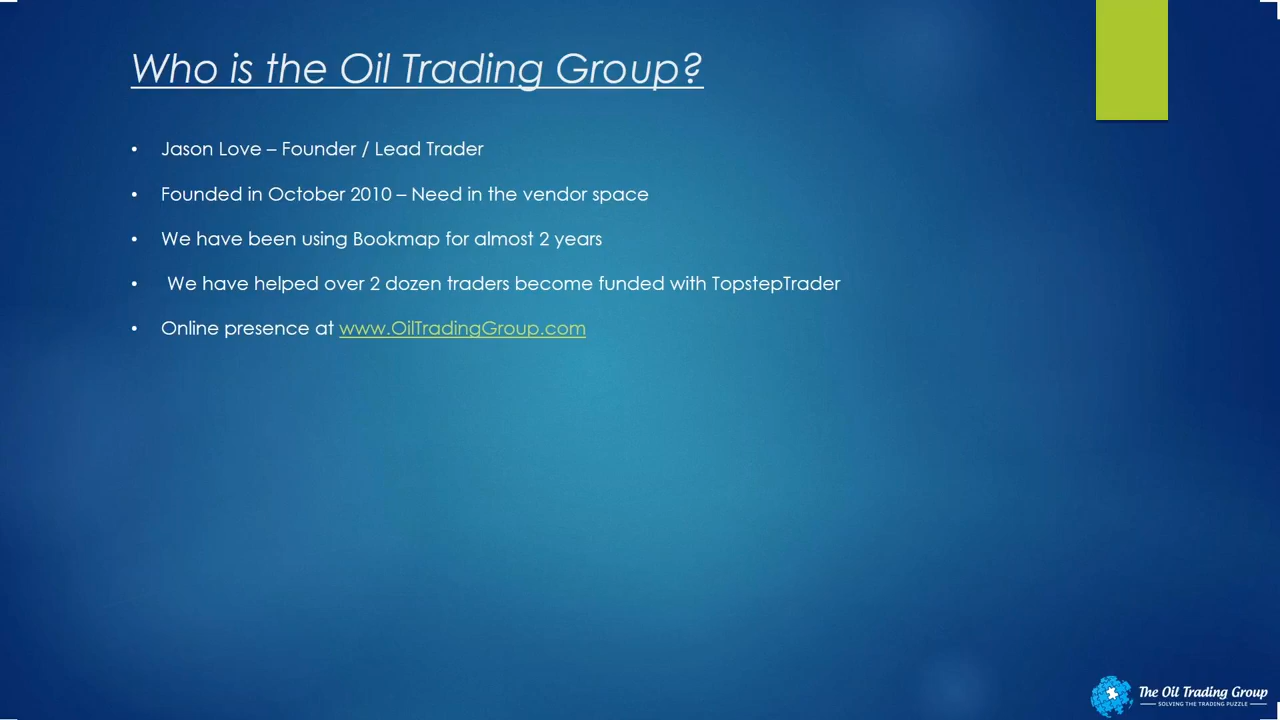 Who is the Oil Trading Group?
• Jason Love – Founder / Lead Trader
• Founded in October 2010 – Need in the vendor space
• We have been using Bookmap for almost 2 years
• We have helped over 2 dozen traders become funded with TopstepTrader
• Online presence at www.OilTradingGroup.com
The Oil Trading Group
SOLVING THE TRADING PUZZLE